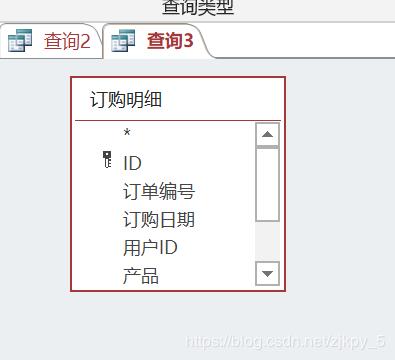 查询类型
查询2
查询3
订购明细
*
ID
订单编号
订购日期
用户ID
产品
https://blog.csdn.net/zjkpy_5